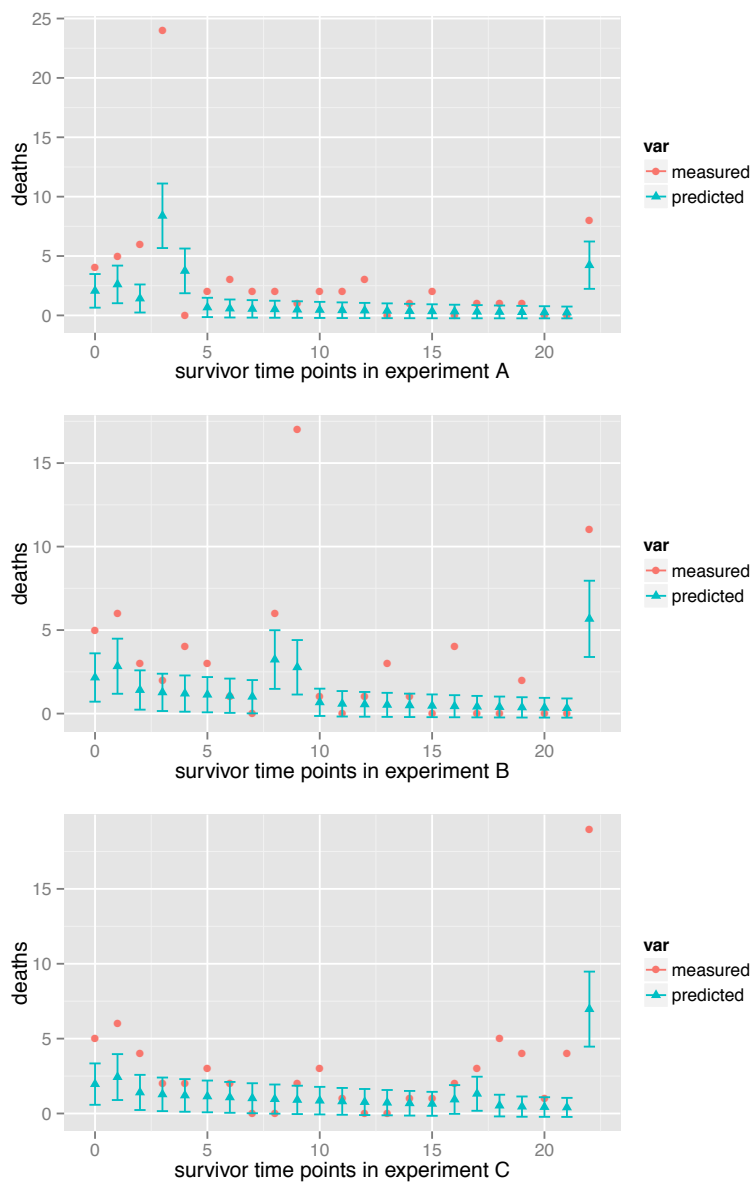 25
20
15
10
5
0
deaths
0 5 10 15 20
survivor time points in experiment A
var
measured
predicted
15
10
5
0
deaths
0 5 10 15 20
survivor time points in experiment B
var
measured
predicted
15
10
5
0
deaths
0 5 10 15 20
survivor time points in experiment C
var
measured
predicted